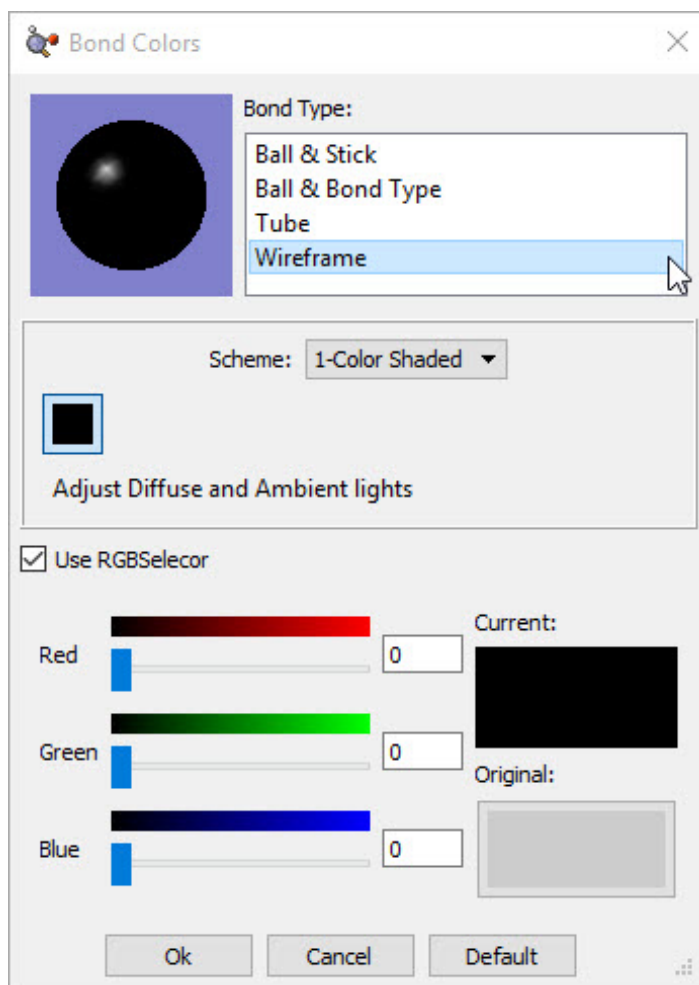 Bond Colors
Bond Type:
Ball & Stick
Ball & Bond Type
Tube
Wireframe
Scheme: 1-Color Shaded
Adjust Diffuse and Ambient lights
Use RGBSelecor
Current:
Red 0
Green 0
Original:
Blue 0
Ok Cancel Default